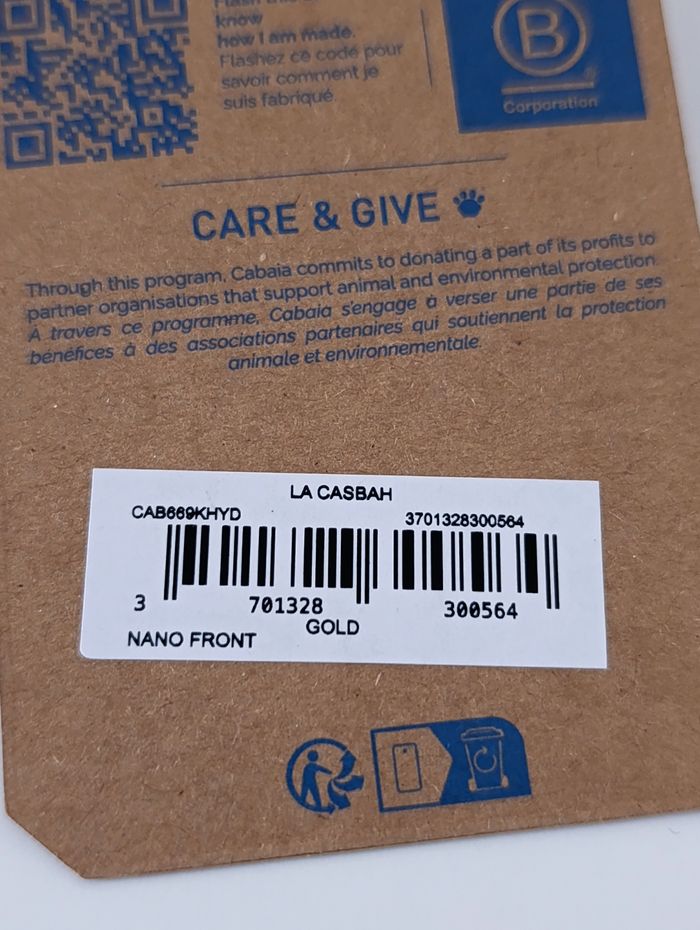 know
how I am made.
Flashez ce code pour
savoir comment je
suis fabriqué.
B
Corporation
CARE & GIVE
Through this program, Cabaia commits to donating a part of its profits to
partner organisations that support animal and environmental protection.
À travers ce programme, Cabaïa s'engage à verser une partie de ses
bénéfices à des associations partenaires qui soutiennent la protection
animale et environnementale.
LA CASBAH
CAB669KHYD 3701328300564
3 701328 300564
GOLD
NANO FRONT